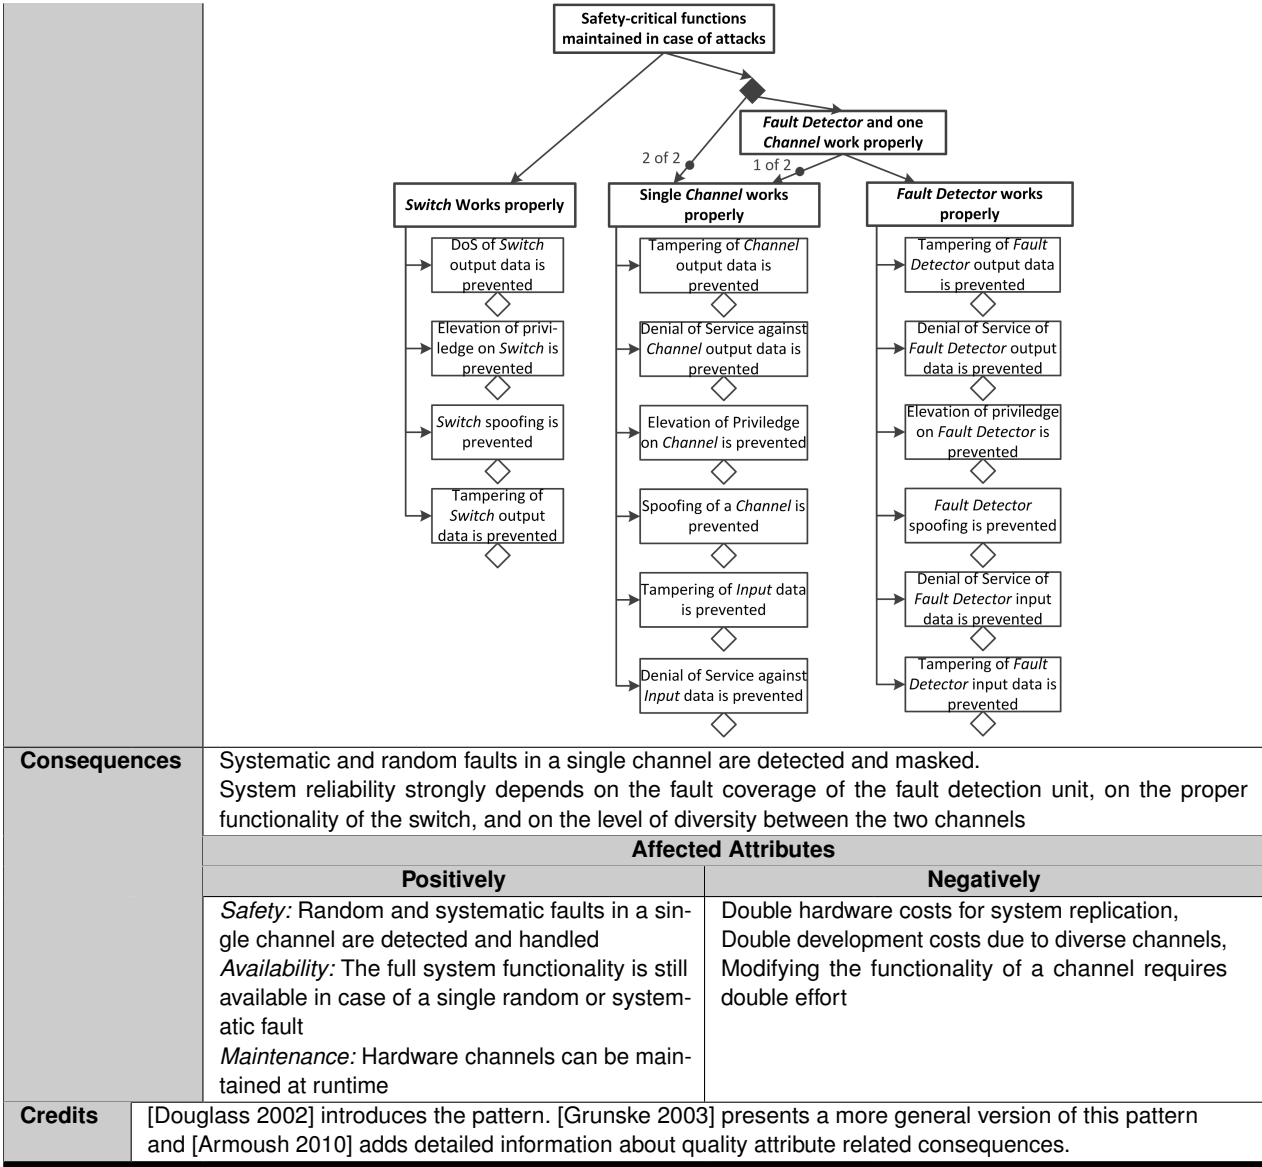 Safety-critical functions
maintained in case of attacks
Fault Detector and one
Channel work properly
2 of 2
1 of 2
Switch Works properly
DoS of Switch
output data is
prevented
Elevation of privi-
ledge on Switch is
prevented
Switch spoofing is
prevented
Tampering of
Switch output
data is prevented
Single Channel works
properly
Tampering of Channel
output data is
prevented
Denial of Service against
Channel output data is
prevented
Elevation of Priviledge
on Channel is prevented
Spoofing of a Channel is
prevented
Tampering of Input data
is prevented
Denial of Service against
Input data is prevented
Fault Detector works
properly
Tampering of Fault
Detector output data
is prevented
Denial of Service of
Fault Detector output
data is prevented
Elevation of priviledge
on Fault Detector is
prevented
Fault Detector
spoofing is prevented
Denial of Service of
Fault Detector input
data is prevented
Tampering of Fault
Detector input data is
prevented
Consequences
Systematic and random faults in a single channel are detected and masked.
System reliability strongly depends on the fault coverage of the fault detection unit, on the proper
functionality of the switch, and on the level of diversity between the two channels
Affected Attributes
Positively
Safety: Random and systematic faults in a sin-
gle channel are detected and handled
Availability: The full system functionality is still
available in case of a single random or system-
atic fault
Maintenance: Hardware channels can be main-
tained at runtime
Negatively
Double hardware costs for system replication,
Double development costs due to diverse channels,
Modifying the functionality of a channel requires
double effort
Credits
[Douglass 2002] introduces the pattern. [Grunske 2003] presents a more general version of this pattern
and [Armoush 2010] adds detailed information about quality attribute related consequences.